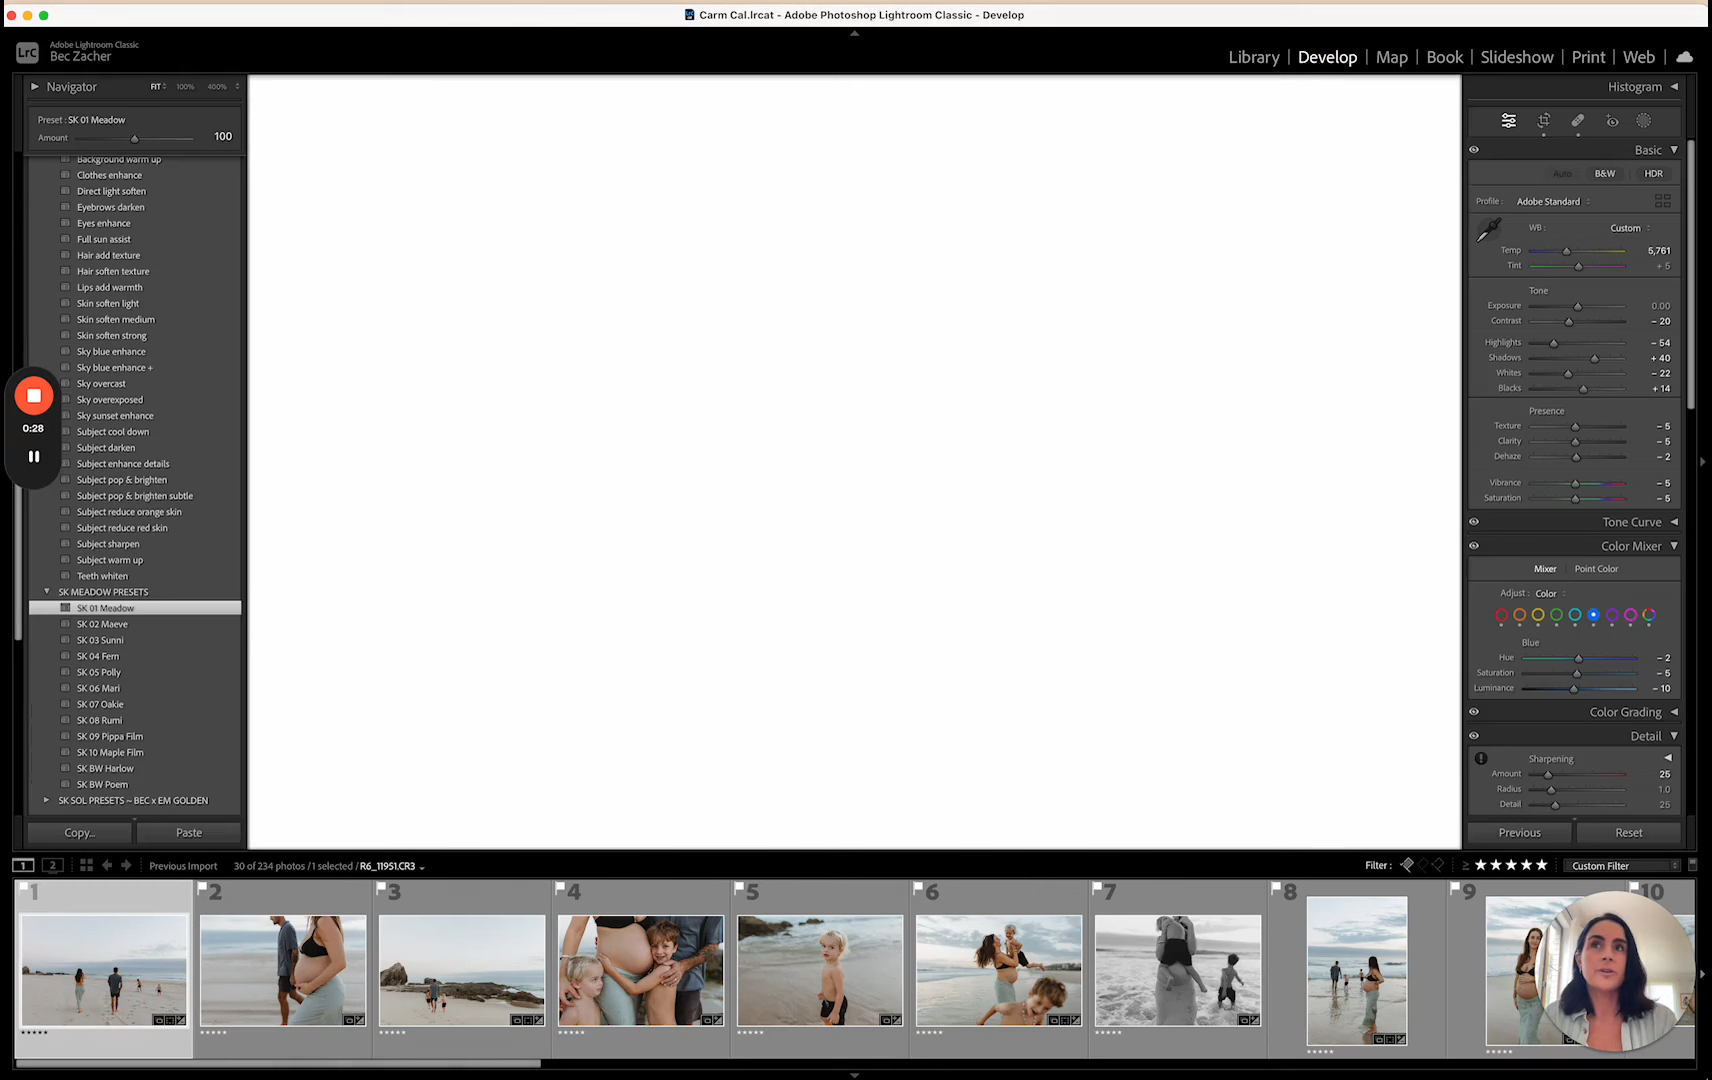 Carm Cal.lrcat - Adobe Photoshop Lightroom Classic - Develop
LrC
Adobe Lightroom Classic
Bec Zacher
Library | Develop | Map | Book | Slideshow | Print | Web
Navigator
FIT
100%
400%
Preset : SK 01 Meadow
Amount
100
Background warm up
Clothes enhance
Direct light soften
Eyebrows darken
Eyes enhance
Full sun assist
Hair add texture
Hair soften texture
Lips add warmth
Skin soften light
Skin soften medium
Skin soften strong
Sky blue enhance
Sky blue enhance +
Sky overcast
Sky overexposed
Sky sunset enhance
Subject cool down
Subject darken
Subject enhance details
Subject pop & brighten
Subject pop & brighten subtle
Subject reduce orange skin
Subject reduce red skin
Subject sharpen
Subject warm up
Teeth whiten
SK MEADOW PRESETS
SK 01 Meadow
SK 02 Maeve
SK 03 Sunni
SK 04 Fern
SK 05 Polly
SK 06 Mari
SK 07 Oakie
SK 08 Rumi
SK 09 Pippa Film
SK 10 Maple Film
SK BW Harlow
SK BW Poem
SK SOL PRESETS ~ BEC x EM GOLDEN
Copy...
Paste
0:28
Histogram
Basic
Auto
B&W
HDR
Profile :
Adobe Standard
WB :
Custom
Temp
5,761
Tint
+ 5
Tone
Exposure
0.00
Contrast
- 20
Highlights
- 54
Shadows
+ 40
Whites
- 22
Blacks
+ 14
Presence
Texture
- 5
Clarity
- 5
Dehaze
- 2
Vibrance
- 5
Saturation
- 5
Tone Curve
Color Mixer
Mixer
Point Color
Adjust :
Color
Blue
Hue
- 2
Saturation
- 5
Luminance
- 10
Color Grading
Detail
Sharpening
Amount
25
Radius
1.0
Detail
25
Previous
Reset
1
2
Previous Import
30 of 234 photos / 1 selected / R6_11951.CR3
Filter :
≥ ★★★★★
Custom Filter
1
2
3
4
5
6
7
8
9
10